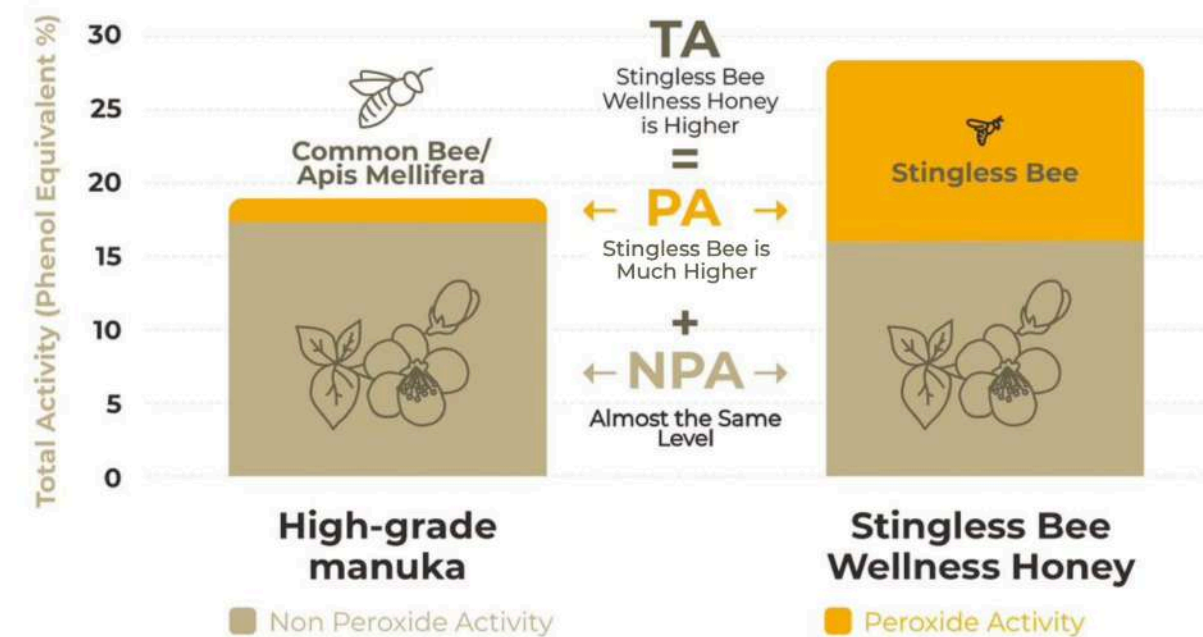 Total Activity (Phenol Equivalent %)
30
25
20
15
10
5
0
Common Bee/
Apis Mellifera
TA
Stingless Bee
Wellness Honey
is Higher
=
← PA →
Stingless Bee is
Much Higher
+
← NPA →
Almost the Same
Level
Stingless Bee
High-grade
manuka
Stingless Bee
Wellness Honey
Non Peroxide Activity
Peroxide Activity